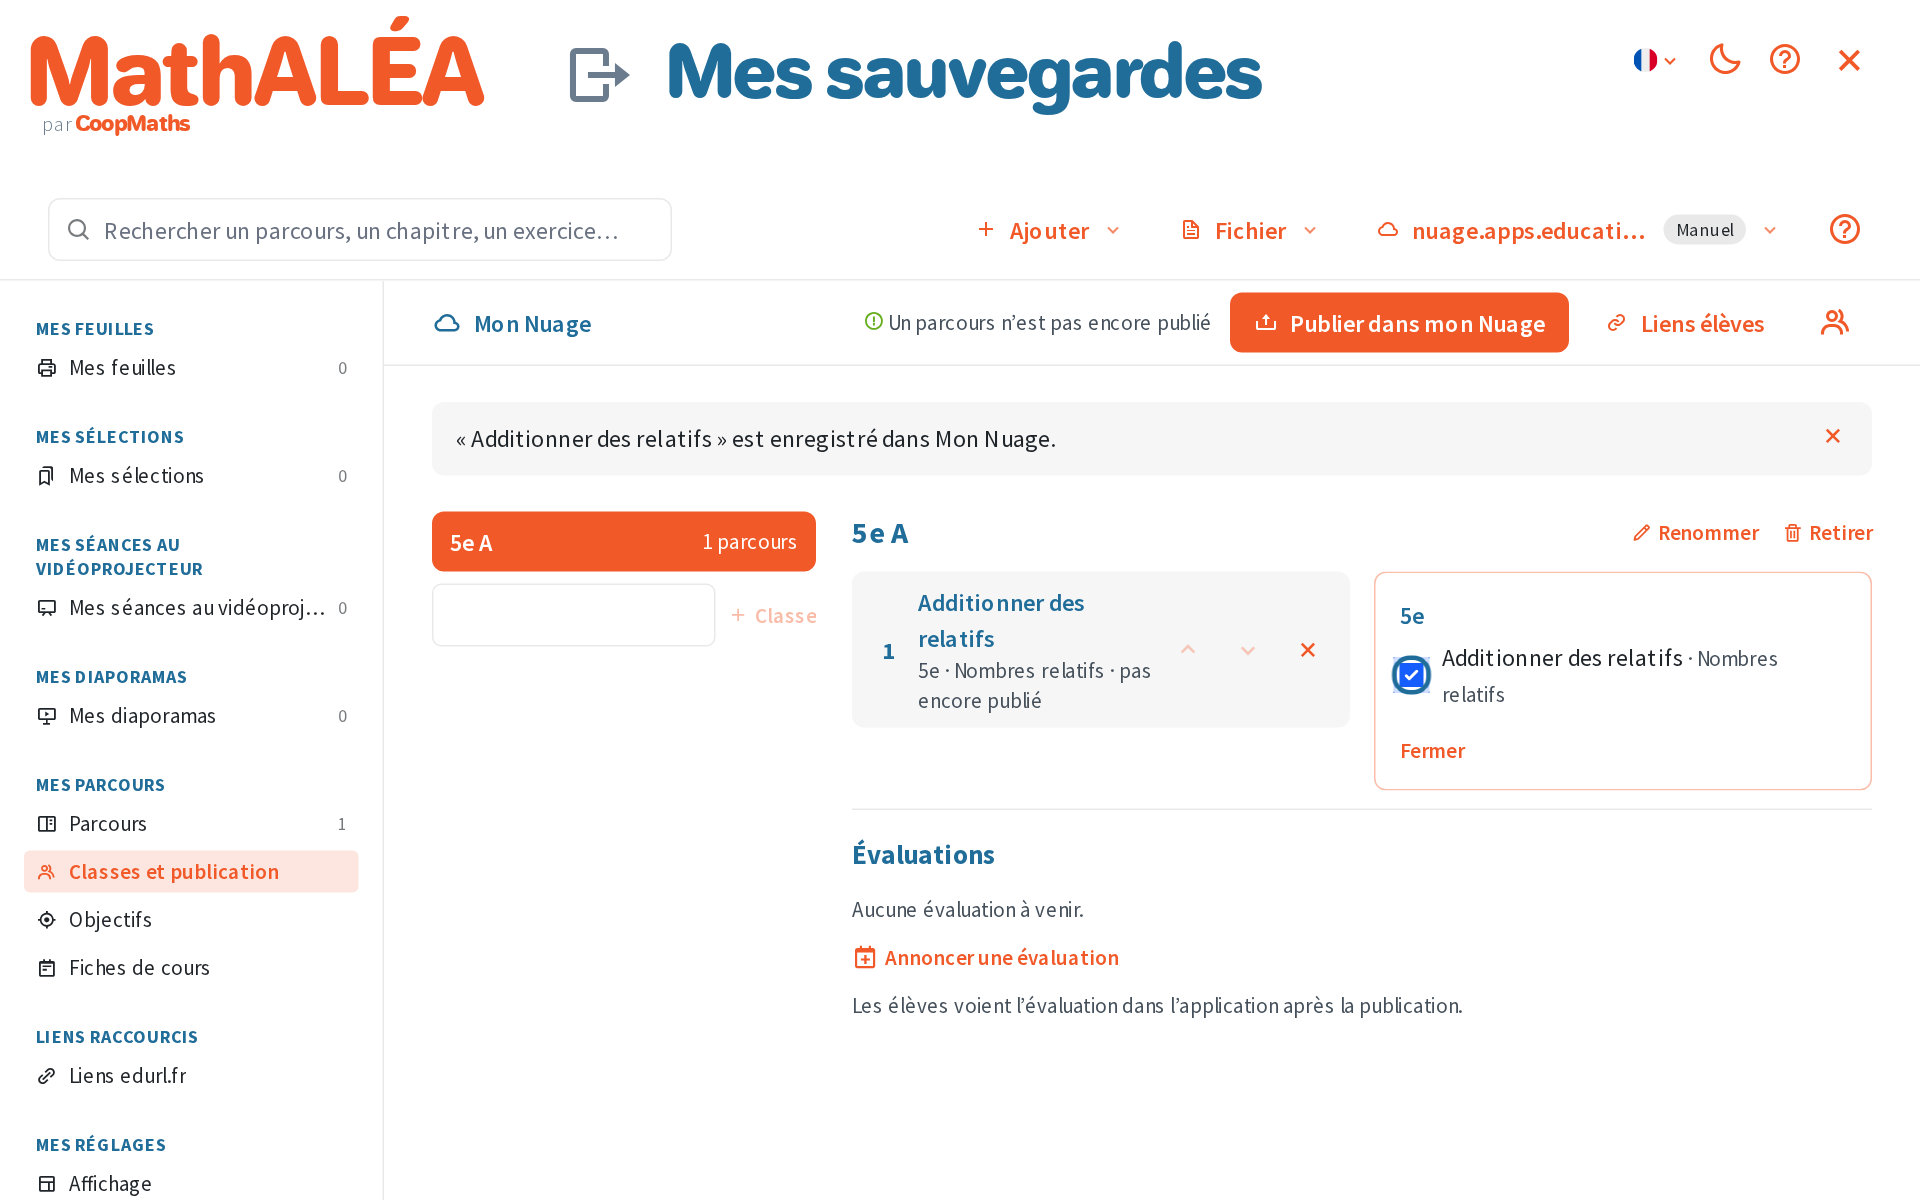 MathALÉA
par CoopMaths
Mes sauvegardes
Rechercher un parcours, un chapitre, un exercice…
Ajouter
Fichier
nuage.apps.educati…
Manuel
MES FEUILLES
Mes feuilles 0
MES SÉLECTIONS
Mes sélections 0
MES SÉANCES AU
VIDÉOPROJECTEUR
Mes séances au vidéoproj… 0
MES DIAPORAMAS
Mes diaporamas 0
MES PARCOURS
Parcours 1
Classes et publication
Objectifs
Fiches de cours
LIENS RACCOURCIS
Liens edurl.fr
MES RÉGLAGES
Affichage
Mon Nuage
Un parcours n’est pas encore publié
Publier dans mon Nuage
Liens élèves
« Additionner des relatifs » est enregistré dans Mon Nuage.
5e A 1 parcours
Classe
5e A
Renommer
Retirer
1
Additionner des
relatifs
5e · Nombres relatifs · pas
encore publié
5e
Additionner des relatifs · Nombres
relatifs
Fermer
Évaluations
Aucune évaluation à venir.
Annoncer une évaluation
Les élèves voient l’évaluation dans l’application après la publication.